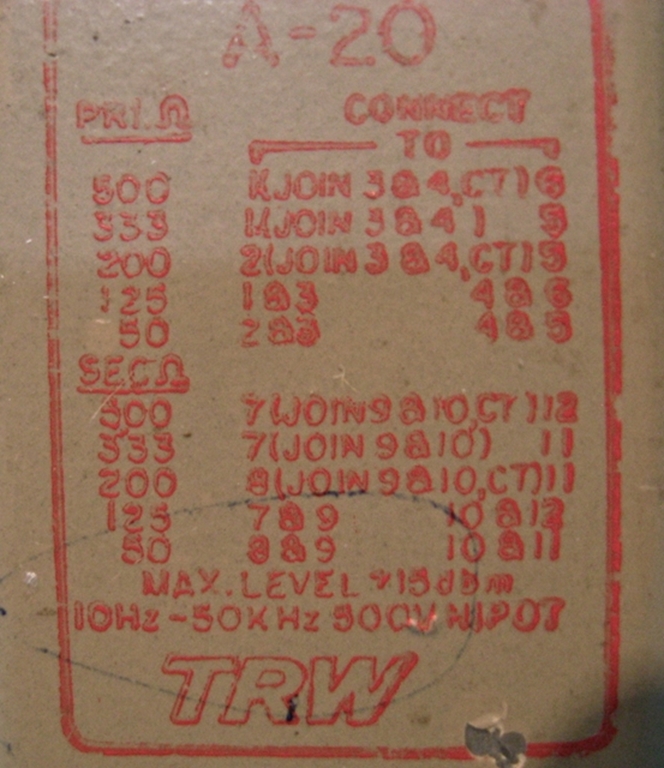 A-20
PRI.Ω CONNECT
TO
500 1(JOIN 3&4,CT)6
333 1(JOIN 3&4) 5
200 2(JOIN 3&4,CT)5
125 1&3 4&6
50 2&3 4&5
SECΩ
500 7(JOIN 9&10,CT)12
333 7(JOIN 9&10) 11
200 8(JOIN 9&10,CT)11
125 7&9 10&12
50 8&9 10&11
MAX.LEVEL +15dBm
10Hz-50KHz 500V HIPOT
TRW